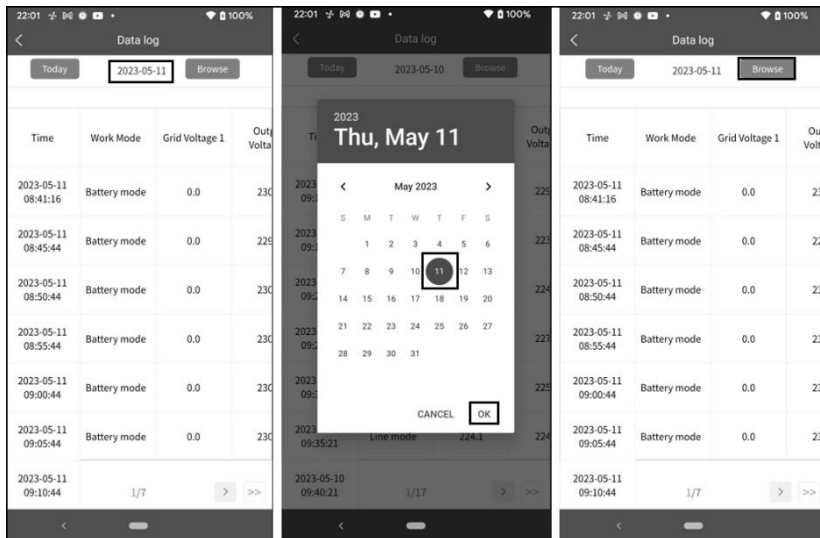 22:01 100%
Data log
Today 2023-05-11 Browse
Time Work Mode Grid Voltage 1
2023-05-11
08:41:16 Battery mode 0.0 230
2023-05-11
08:45:44 Battery mode 0.0 229
2023-05-11
08:50:44 Battery mode 0.0 230
2023-05-11
08:55:44 Battery mode 0.0 230
2023-05-11
09:00:44 Battery mode 0.0 230
2023-05-11
09:05:44 Battery mode 0.0 230
2023-05-11
09:10:44
1/7 > >>
22:01 100%
Data log
Today 2023-05-10 Browse
2023
Thu, May 11
< May 2023 >
S M T W T F S
1 2 3 4 5 6
7 8 9 10 11 12 13
14 15 16 17 18 19 20
21 22 23 24 25 26 27
28 29 30 31
CANCEL OK
09:35:21 Line mode 224.1 224
2023-05-10
09:40:21
1/17 > >>
22:01 100%
Data log
Today 2023-05-11 Browse
Time Work Mode Grid Voltage 1
2023-05-11
08:41:16 Battery mode 0.0
2023-05-11
08:45:44 Battery mode 0.0
2023-05-11
08:50:44 Battery mode 0.0
2023-05-11
08:55:44 Battery mode 0.0
2023-05-11
09:00:44 Battery mode 0.0
2023-05-11
09:05:44 Battery mode 0.0
2023-05-11
09:10:44
1/7 > >>